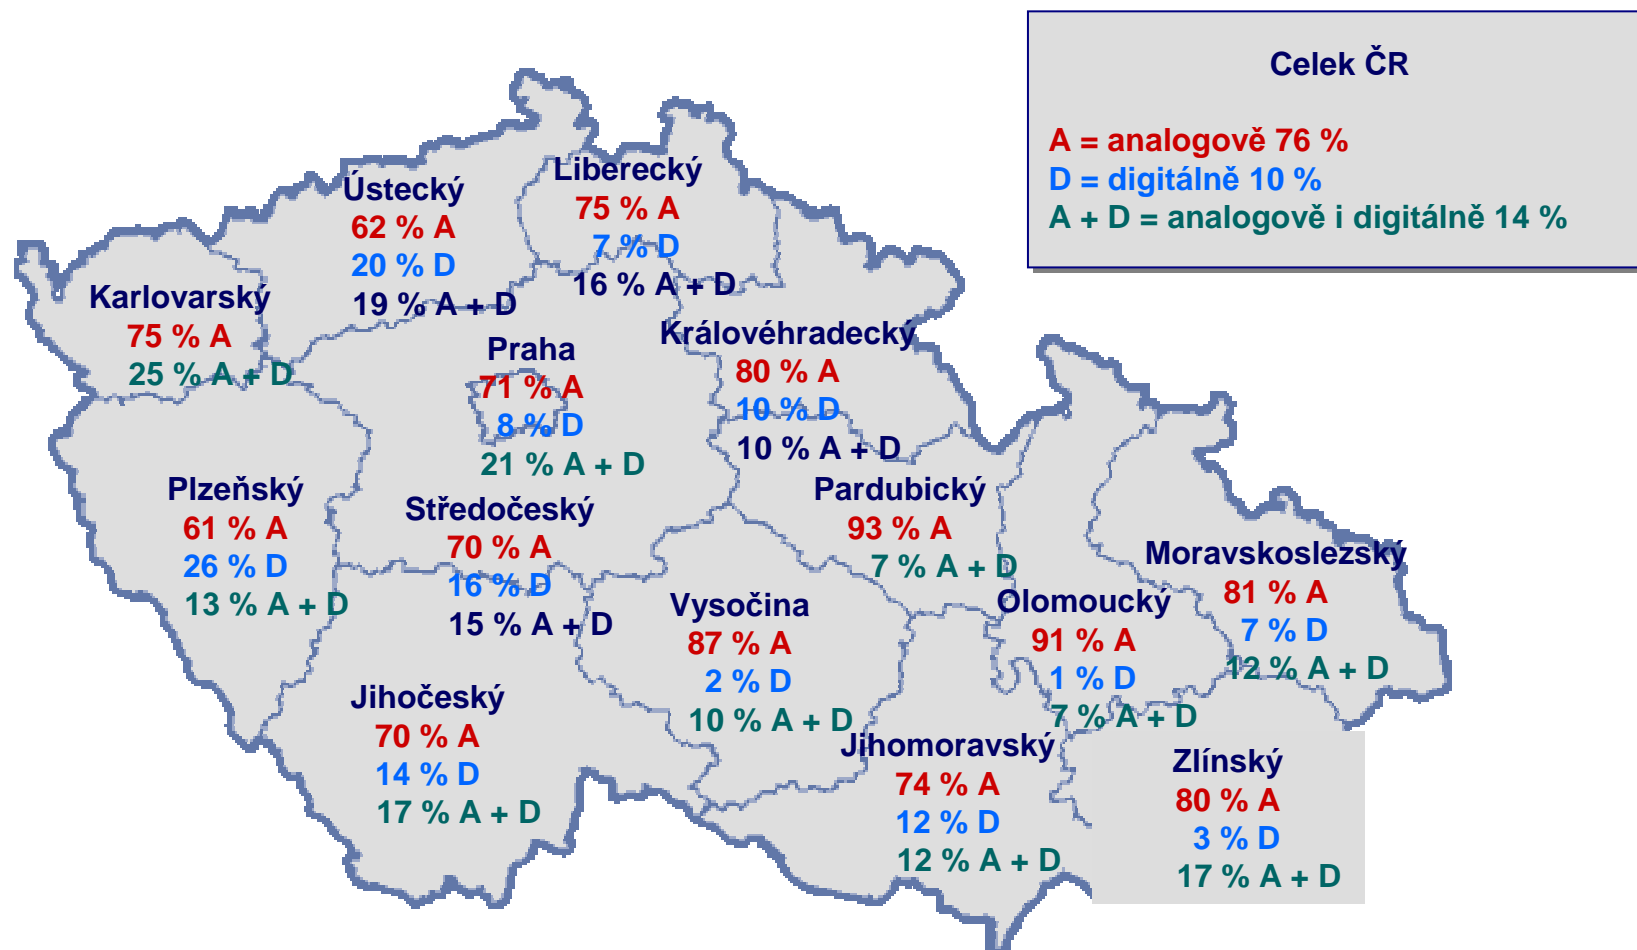 Celek ČR
A = analogově 76 %
D = digitálně 10 %
A + D = analogově i digitálně 14 %
Liberecký
75 % A
7 % D
16 % A + D
Ústecký
62 % A
20 % D
19 % A + D
Karlovarský
75 % A
25 % A + D
Praha
71 % A
8 % D
21 % A + D
Královéhradecký
80 % A
10 % D
10 % A + D
Plzeňský
61 % A
26 % D
13 % A + D
Středočeský
70 % A
16 % D
15 % A + D
Pardubický
93 % A
7 % A + D
Moravskoslezský
81 % A
7 % D
12 % A + D
Vysočina
87 % A
2 % D
10 % A + D
Olomoucký
91 % A
1 % D
7 % A + D
Jihočeský
70 % A
14 % D
17 % A + D
Jihomoravský
74 % A
12 % D
12 % A + D
Zlínský
80 % A
3 % D
17 % A + D